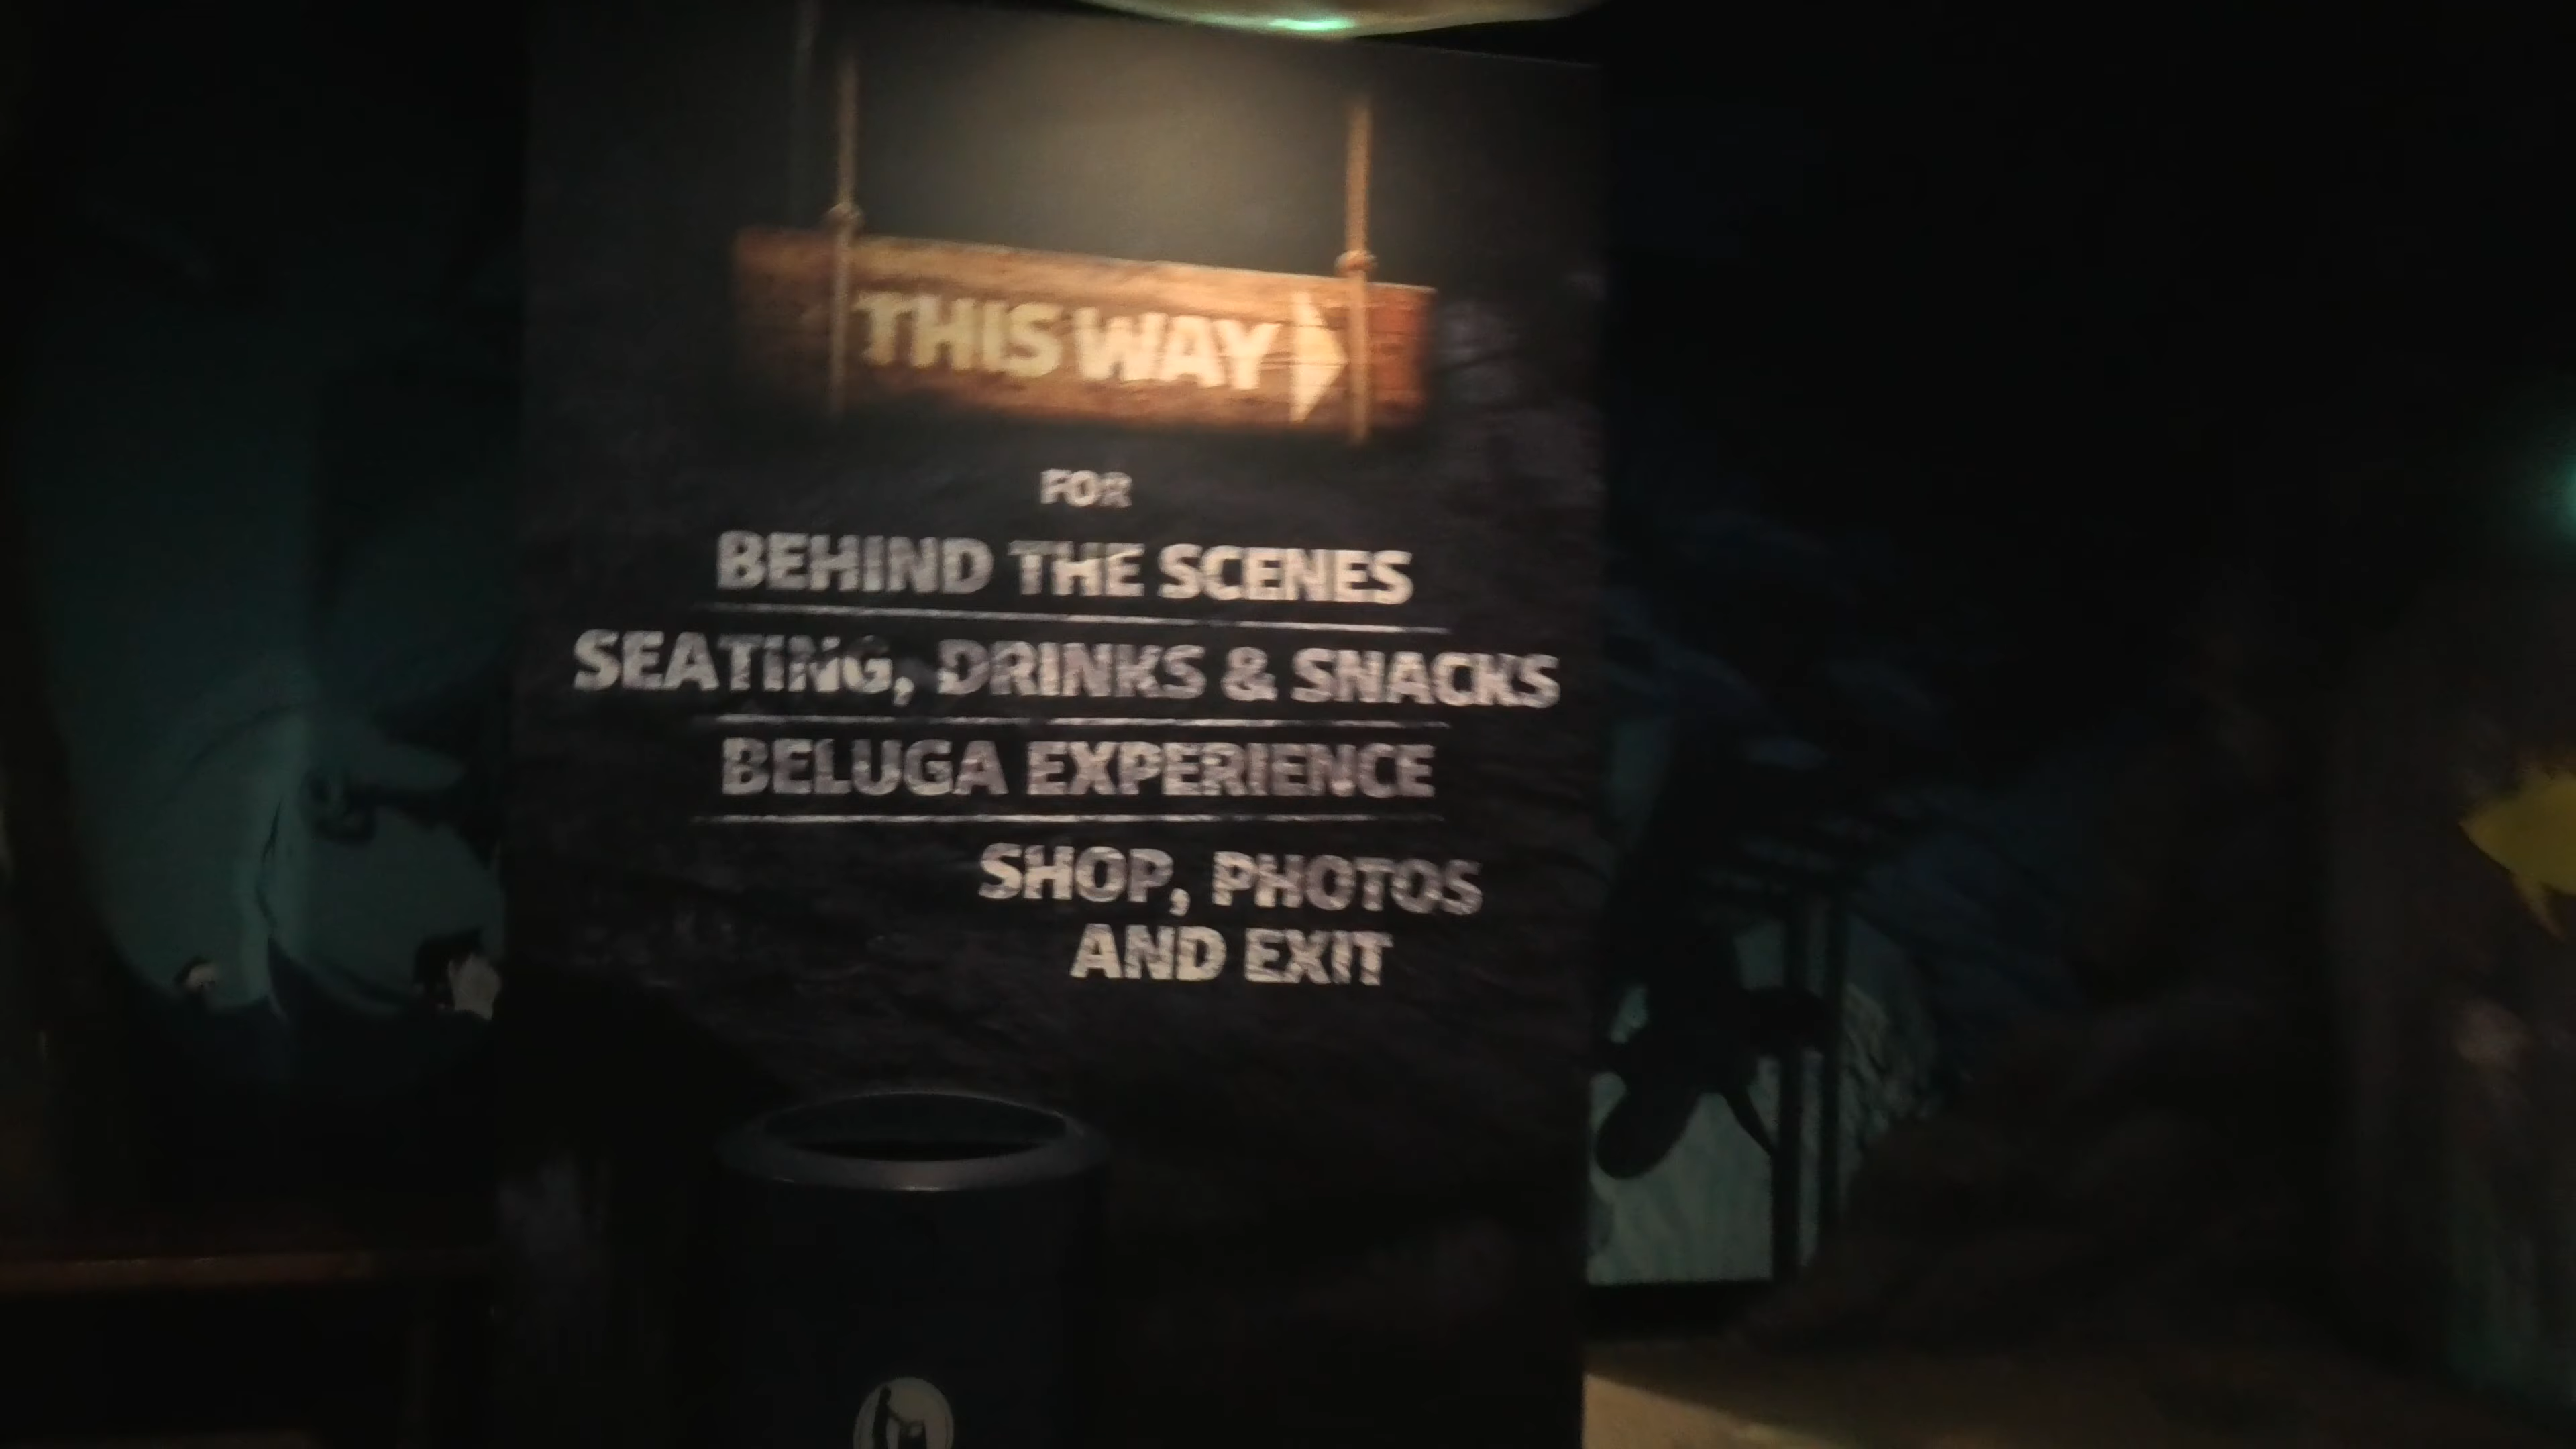 THIS WAY
FOR
BEHIND THE SCENES
SEATING, DRINKS & SNACKS
BELUGA EXPERIENCE
SHOP, PHOTOS
AND EXIT